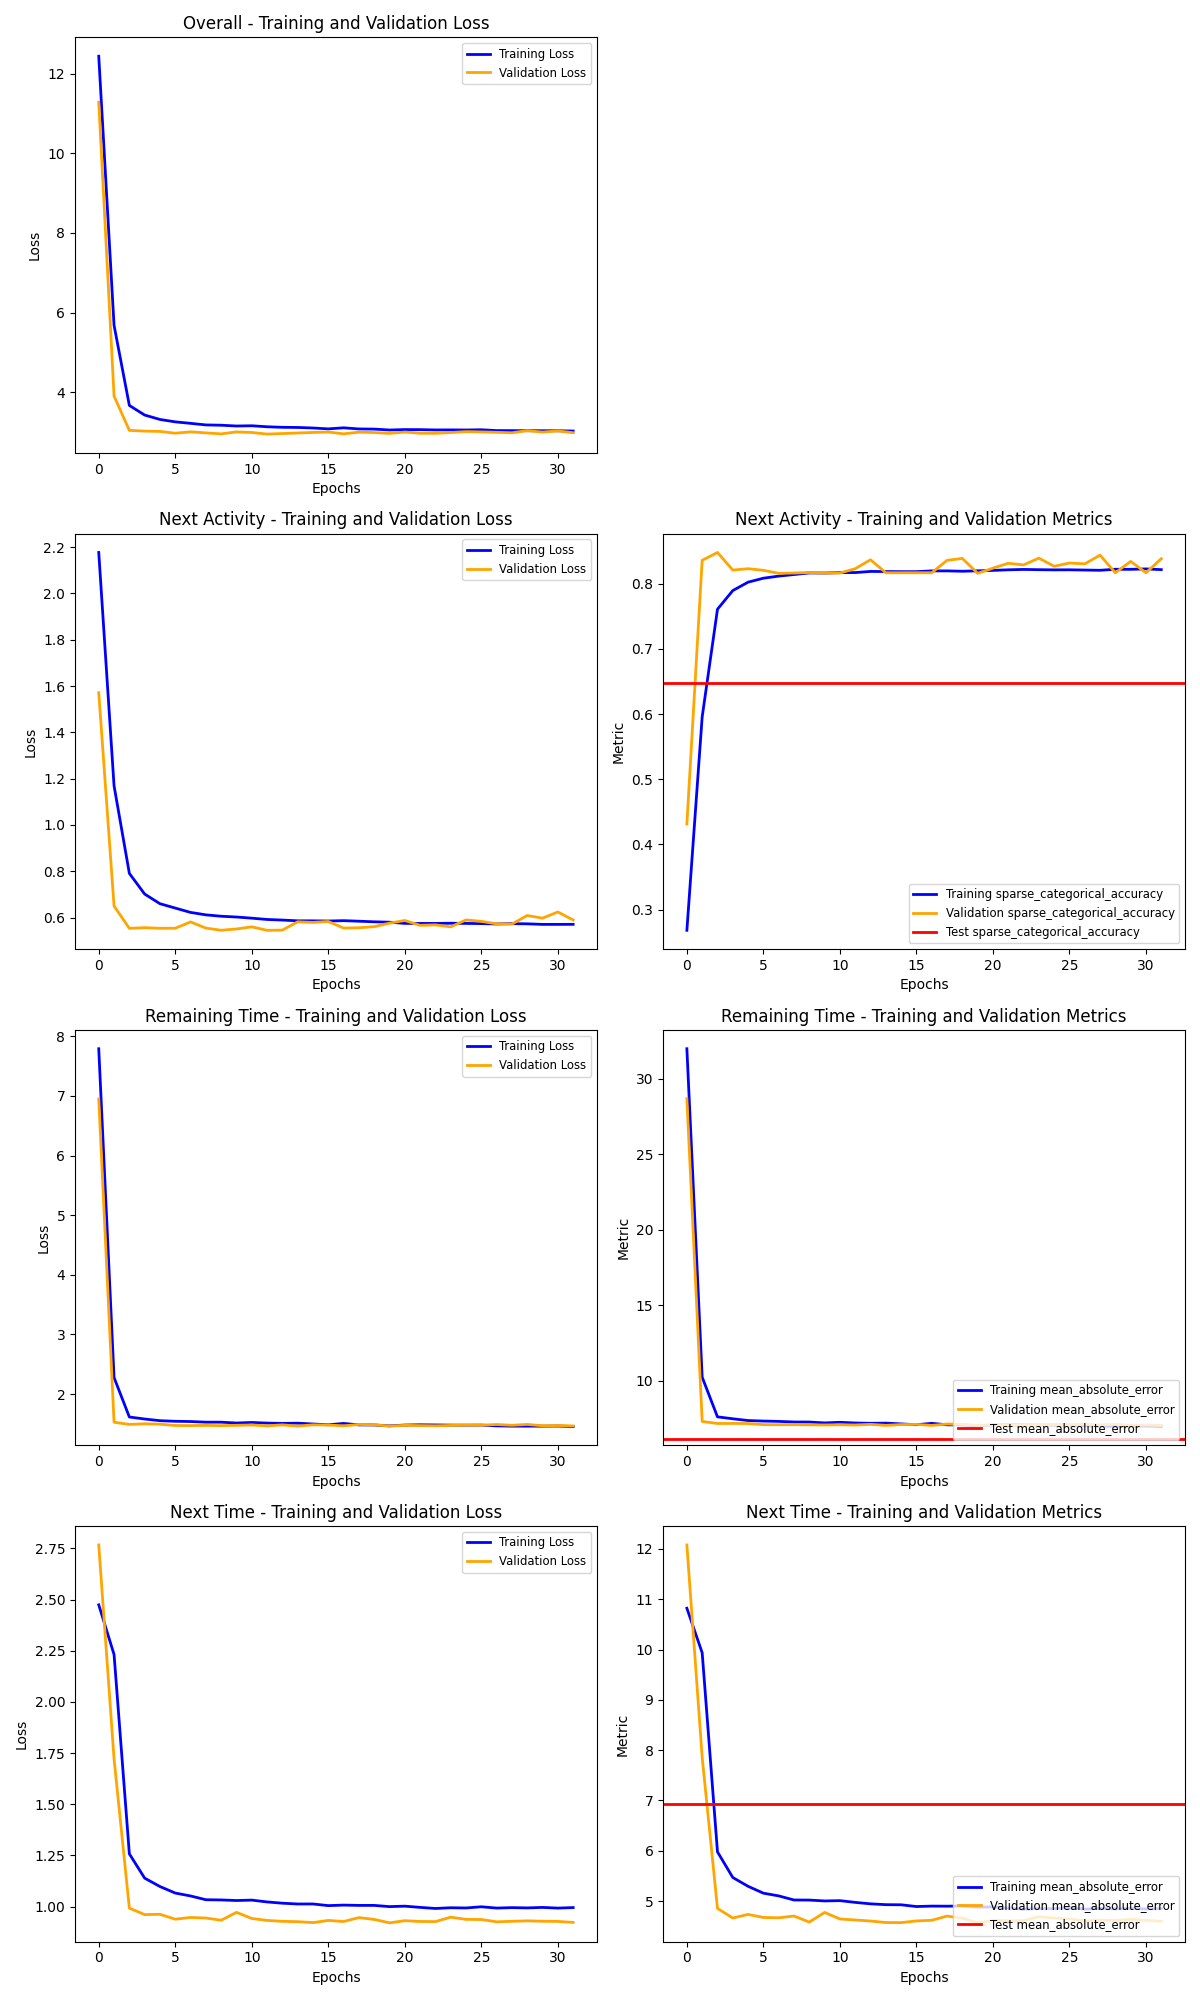 Overall - Training and Validation Loss
Training Loss
Validation Loss
12
10
8
6
4
Loss
0 5 10 15 20 25 30
Epochs
Next Activity - Training and Validation Loss
Training Loss
Validation Loss
2.2
2.0
1.8
1.6
1.4
1.2
1.0
0.8
0.6
Loss
0 5 10 15 20 25 30
Epochs
Next Activity - Training and Validation Metrics
0.8
0.7
0.6
0.5
0.4
0.3
Metric
Training sparse_categorical_accuracy
Validation sparse_categorical_accuracy
Test sparse_categorical_accuracy
0 5 10 15 20 25 30
Epochs
Remaining Time - Training and Validation Loss
Training Loss
Validation Loss
8
7
6
5
4
3
2
Loss
0 5 10 15 20 25 30
Epochs
Remaining Time - Training and Validation Metrics
30
25
20
15
10
Metric
Training mean_absolute_error
Validation mean_absolute_error
Test mean_absolute_error
0 5 10 15 20 25 30
Epochs
Next Time - Training and Validation Loss
Training Loss
Validation Loss
2.75
2.50
2.25
2.00
1.75
1.50
1.25
1.00
Loss
0 5 10 15 20 25 30
Epochs
Next Time - Training and Validation Metrics
12
11
10
9
8
7
6
5
Metric
Training mean_absolute_error
Validation mean_absolute_error
Test mean_absolute_error
0 5 10 15 20 25 30
Epochs